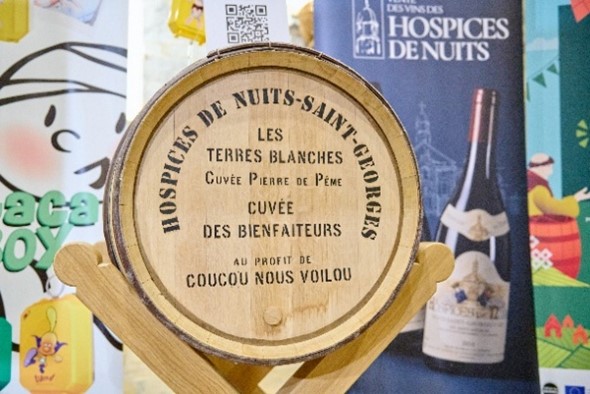 VENTE
DES VINS DES
HOSPICES
DE NUITS
HOSPICES DE NUITS-SAINT-GEORGES
LES
TERRES BLANCHES
CUVÉE PIERRE DE PÊME
CUVÉE
DES BIENFAITEURS
AU PROFIT DE
COUCOU NOUS VOILOU
BOY